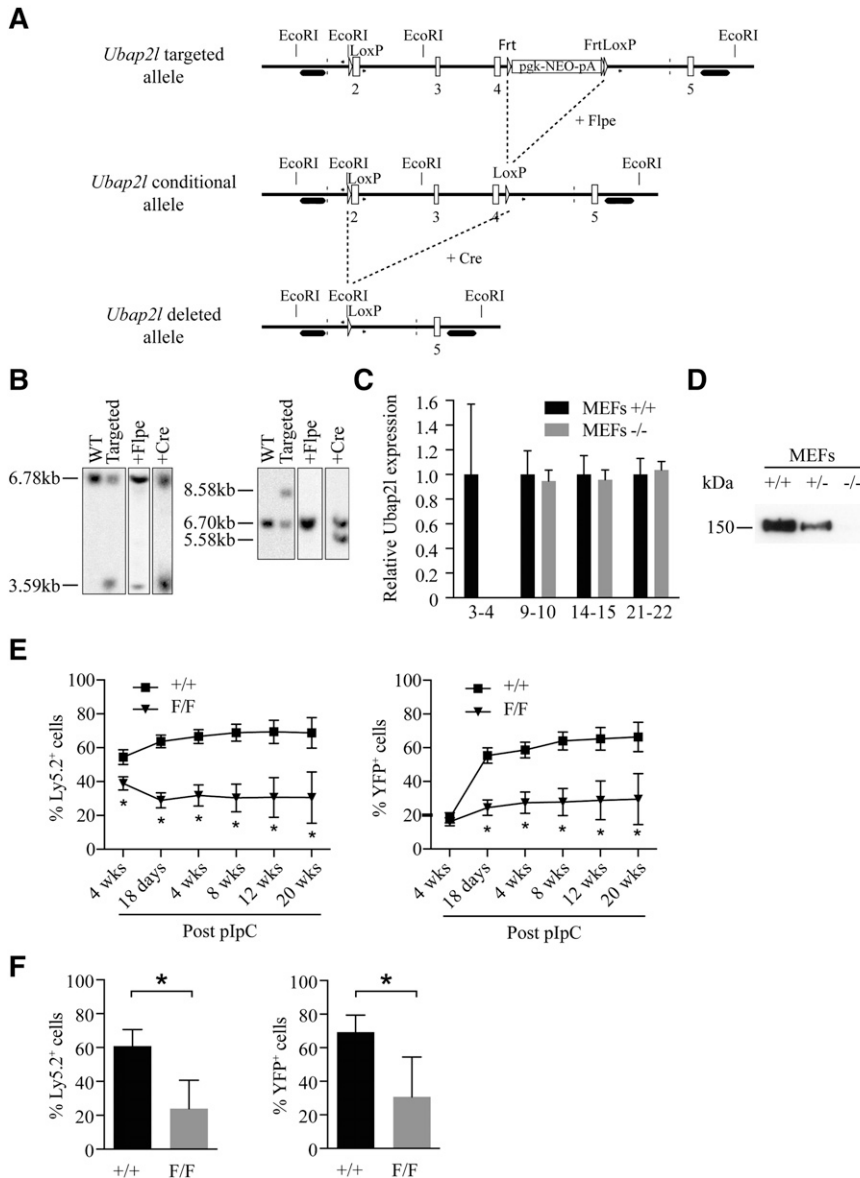 A
Ubap2l targeted allele
EcoRI
EcoRI
LoxP
EcoRI
Frt
FrtLoxP
EcoRI
pgk-NEO-pA
2
3
4
5
+ Flpe
Ubap2l conditional allele
EcoRI
EcoRI
LoxP
EcoRI
LoxP
EcoRI
2
3
4
5
+ Cre
Ubap2l deleted allele
EcoRI
EcoRI
LoxP
EcoRI
5
B
WT
Targeted
+Flpe
+Cre
6.78kb
3.59kb
WT
Targeted
+Flpe
+Cre
8.58kb
6.70kb
5.58kb
C
Relative Ubap2l expression
1.6
1.4
1.2
1.0
0.8
0.6
0.4
0.2
0
MEFs +/+
MEFs -/-
3-4
9-10
14-15
21-22
D
MEFs
kDa
+/+
+/-
-/-
150
E
% Ly5.2+ cells
100
80
60
40
20
0
+/+
F/F
*
*
*
*
*
*
4 wks
18 days
4 wks
8 wks
12 wks
20 wks
Post pIpC
% YFP+ cells
100
80
60
40
20
0
+/+
F/F
*
*
*
*
*
4 wks
18 days
4 wks
8 wks
12 wks
20 wks
Post pIpC
F
% Ly5.2+ cells
100
80
60
40
20
0
*
+/+
F/F
% YFP+ cells
100
80
60
40
20
0
*
+/+
F/F